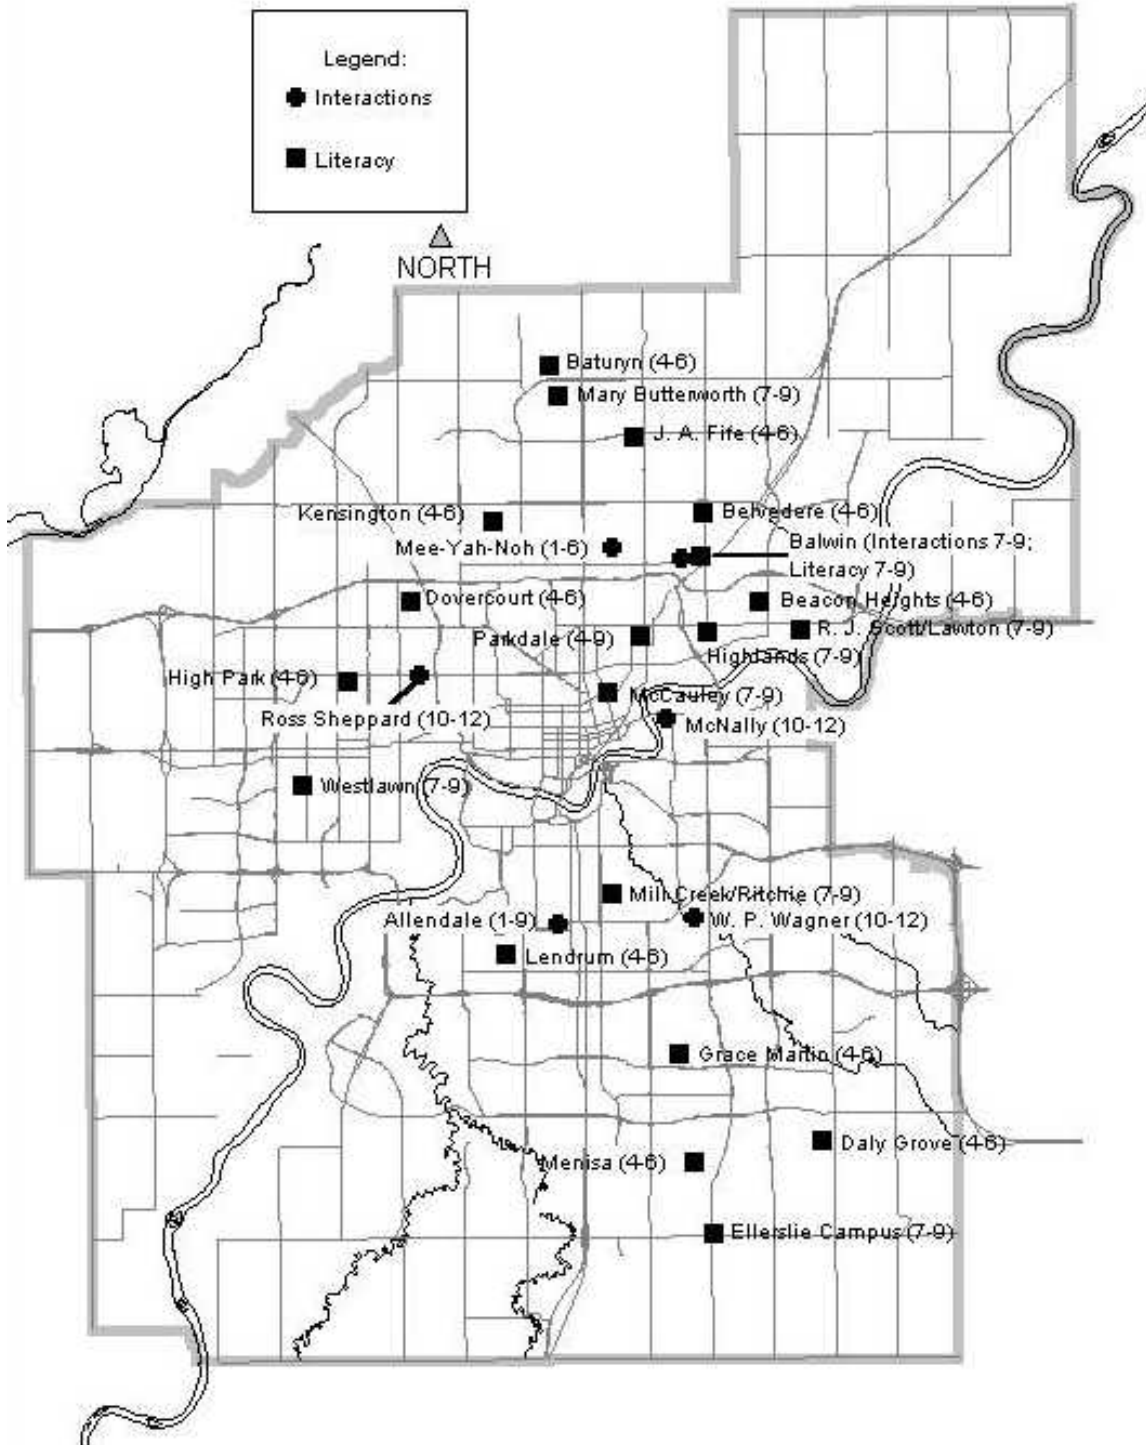 Legend:
Interactions
Literacy
NORTH
Baturyn (4-6)
Mary Butterworth (7-9)
J. A. Fife (4-6)
Kensington (4-6)
Belvedere (4-6)
Mee-Yah-Noh (1-6)
Balwin (Interactions 7-9;
Literacy 7-9)
Dovercourt (4-6)
Beacon Heights (4-6)
Parkdale (4-9)
R. J. Scott/Lawton (7-9)
Highlands (7-9)
High Park (4-6)
McCauley (7-9)
Ross Sheppard (10-12)
McNally (10-12)
Westlawn (7-9)
Mill Creek/Ritchie (7-9)
Allendale (1-9)
W. P. Wagner (10-12)
Lendrum (4-6)
Grace Martin (4-6)
Daly Grove (4-6)
Menisa (4-6)
Ellerslie Campus (7-9)